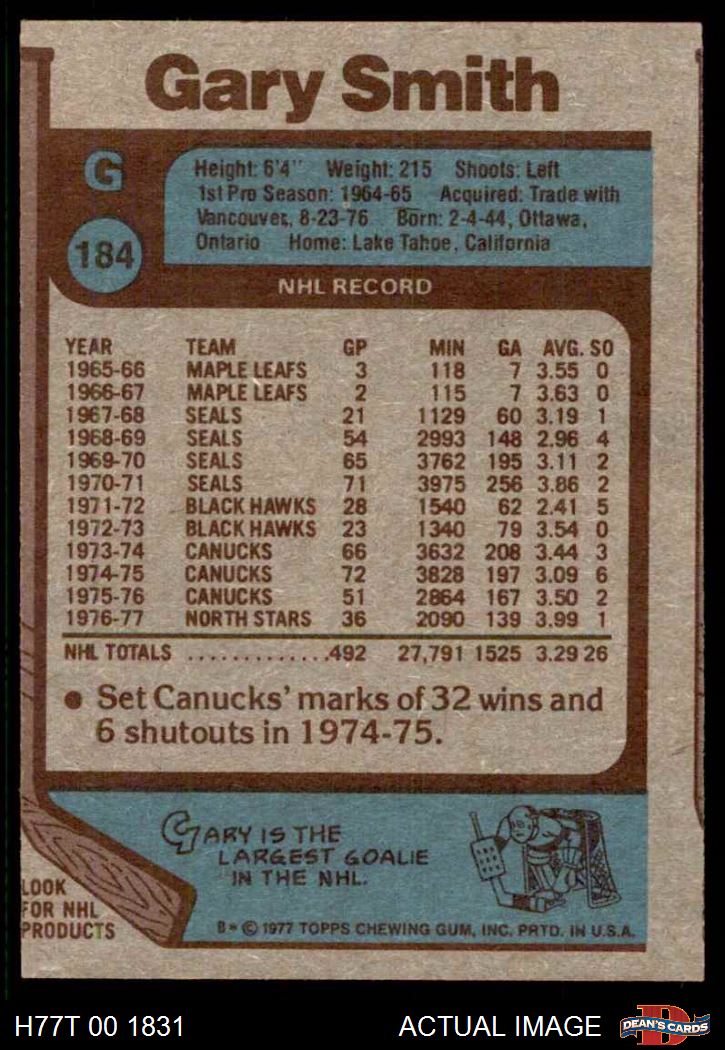 Gary Smith
G
184
Height: 6'4" Weight: 215 Shoots: Left
1st Pro Season: 1964-65 Acquired: Trade with
Vancouver, 8-23-76 Born: 2-4-44, Ottawa,
Ontario Home: Lake Tahoe, California
NHL RECORD
YEAR TEAM GP MIN GA AVG. SO
1965-66 MAPLE LEAFS 3 118 7 3.55 0
1966-67 MAPLE LEAFS 2 115 7 3.63 0
1967-68 SEALS 21 1129 60 3.19 1
1968-69 SEALS 54 2993 148 2.96 4
1969-70 SEALS 65 3762 195 3.11 2
1970-71 SEALS 71 3975 256 3.86 2
1971-72 BLACK HAWKS 28 1540 62 2.41 5
1972-73 BLACK HAWKS 23 1340 79 3.54 0
1973-74 CANUCKS 66 3632 208 3.44 3
1974-75 CANUCKS 72 3828 197 3.09 6
1975-76 CANUCKS 51 2864 167 3.50 2
1976-77 NORTH STARS 36 2090 139 3.99 1
NHL TOTALS ............492 27,791 1525 3.29 26
● Set Canucks' marks of 32 wins and
6 shutouts in 1974-75.
GARY IS THE
LARGEST GOALIE
IN THE NHL.
LOOK
FOR NHL
PRODUCTS
B * © 1977 TOPPS CHEWING GUM, INC. PRTD. IN U.S.A.
H77T 00 1831 ACTUAL IMAGE
D
DEAN'S CARDS